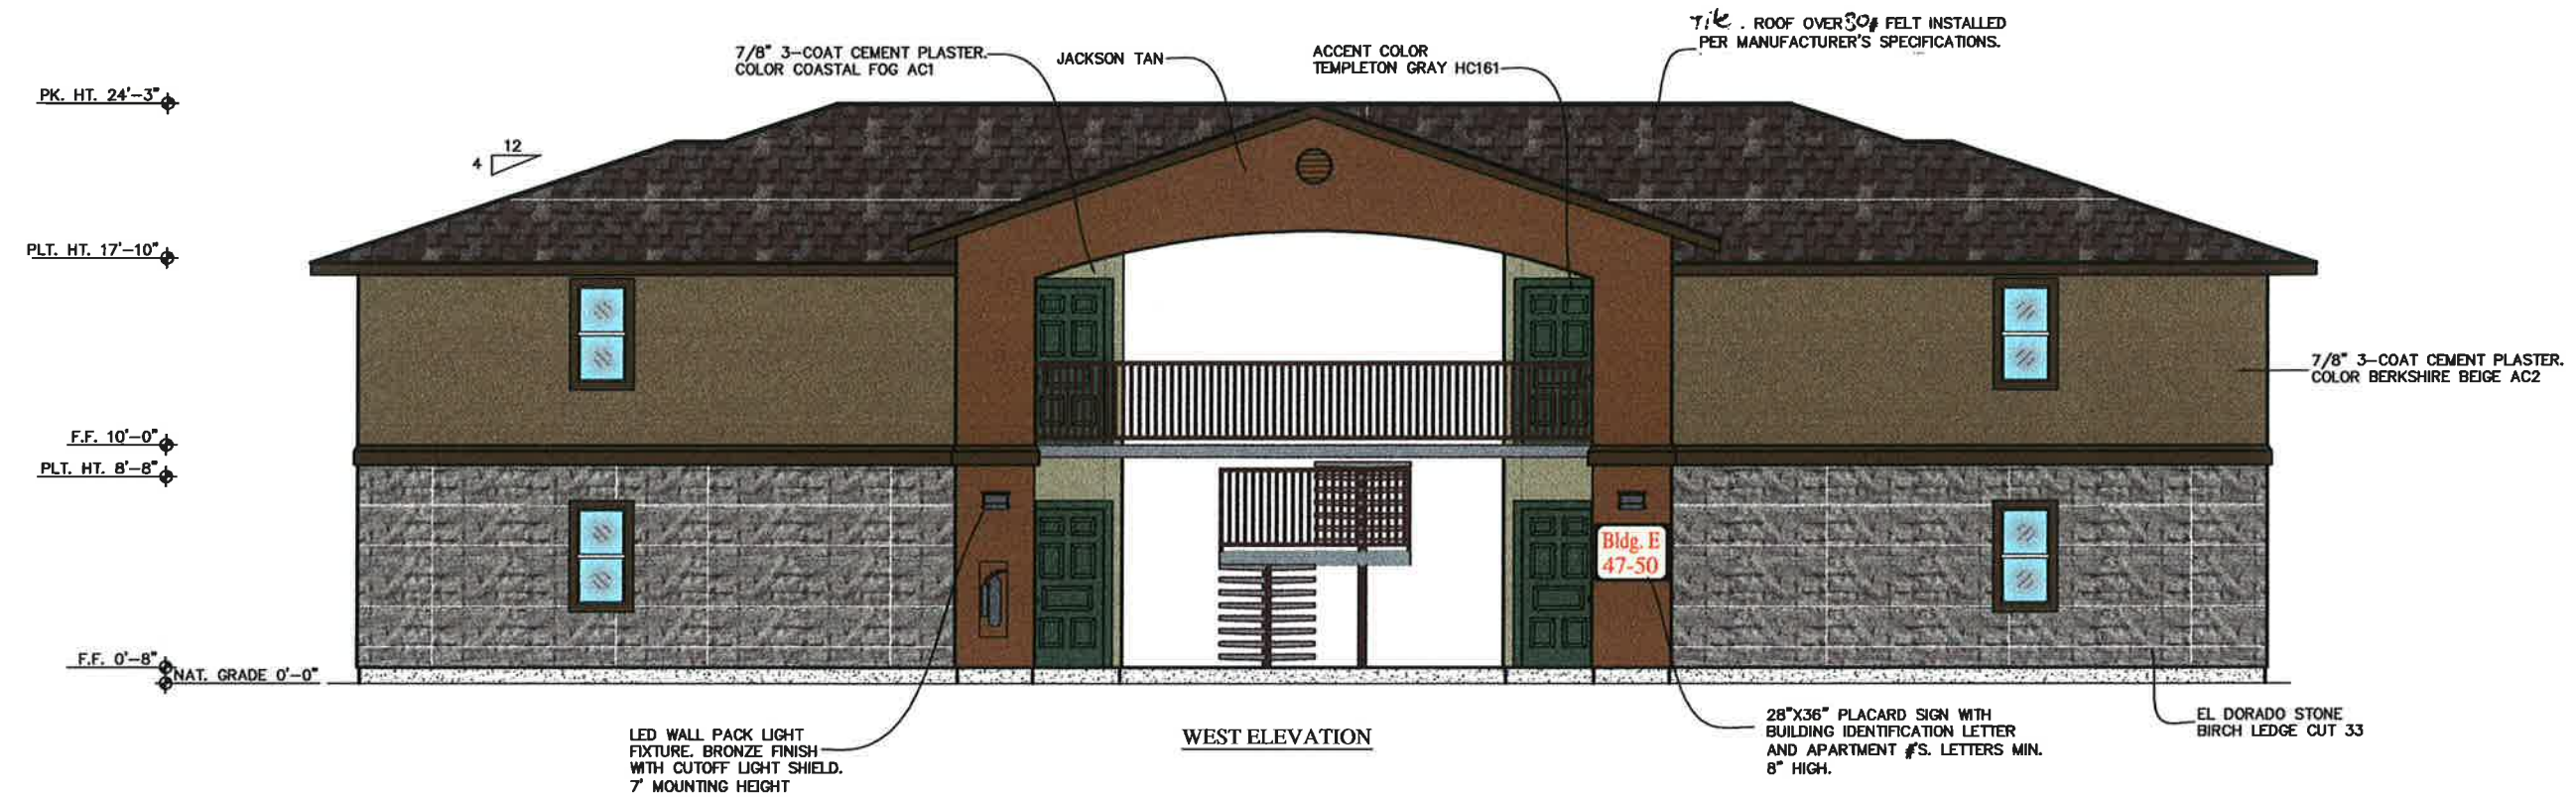 Tile . ROOF OVER 30# FELT INSTALLED
PER MANUFACTURER'S SPECIFICATIONS.
7/8" 3-COAT CEMENT PLASTER.
COLOR COASTAL FOG AC1
JACKSON TAN
ACCENT COLOR
TEMPLETON GRAY HC161
PK. HT. 24'-3"
12
4
PLT. HT. 17'-10"
7/8" 3-COAT CEMENT PLASTER.
COLOR BERKSHIRE BEIGE AC2
F.F. 10'-0"
PLT. HT. 8'-8"
Bldg. E
47-50
F.F. 0'-8"
NAT. GRADE 0'-0"
LED WALL PACK LIGHT
FIXTURE. BRONZE FINISH
WITH CUTOFF LIGHT SHIELD.
7' MOUNTING HEIGHT
WEST ELEVATION
28"X36" PLACARD SIGN WITH
BUILDING IDENTIFICATION LETTER
AND APARTMENT #'S. LETTERS MIN.
8" HIGH.
EL DORADO STONE
BIRCH LEDGE CUT 33